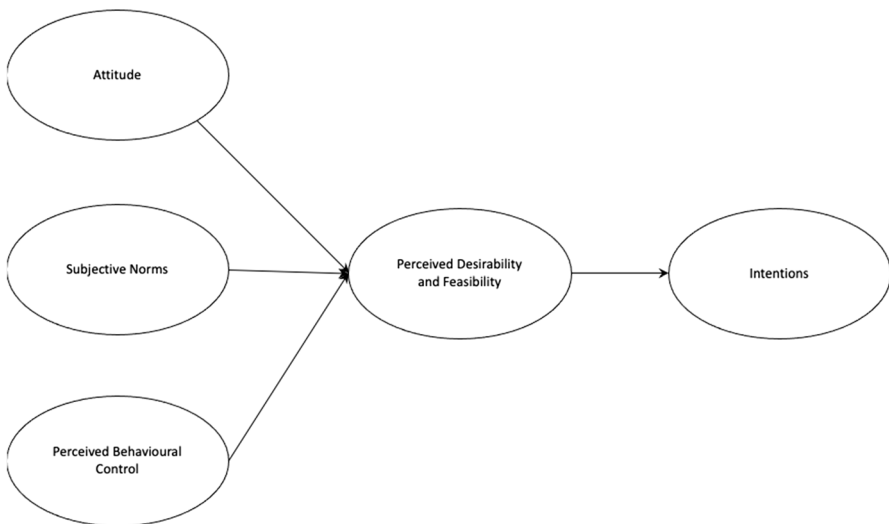 Attitude
Subjective Norms
Perceived Behavioural
Control
Perceived Desirability
and Feasibility
Intentions